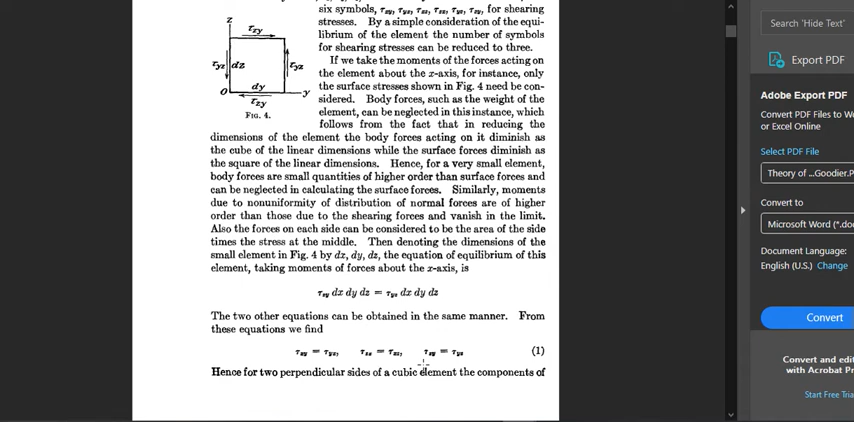 six symbols, τxy, τyx, τxz, τzx, τyz, τzy, for shearing
stresses. By a simple consideration of the equi-
librium of the element the number of symbols
for shearing stresses can be reduced to three.
If we take the moments of the forces acting on
the element about the x-axis, for instance, only
the surface stresses shown in Fig. 4 need be con-
sidered. Body forces, such as the weight of the
element, can be neglected in this instance, which
follows from the fact that in reducing the
z
τzy
τyz
dz
τyz
dy
O
y
τzy
FIG. 4.
dimensions of the element the body forces acting on it diminish as
the cube of the linear dimensions while the surface forces diminish as
the square of the linear dimensions. Hence, for a very small element,
body forces are small quantities of higher order than surface forces and
can be neglected in calculating the surface forces. Similarly, moments
due to nonuniformity of distribution of normal forces are of higher
order than those due to the shearing forces and vanish in the limit.
Also the forces on each side can be considered to be the area of the side
times the stress at the middle. Then denoting the dimensions of the
small element in Fig. 4 by dx, dy, dz, the equation of equilibrium of this
element, taking moments of forces about the x-axis, is
τzy dx dy dz = τyz dx dy dz
The two other equations can be obtained in the same manner. From
these equations we find
τxy = τyx, τzx = τxz, τzy = τyz (1)
Hence for two perpendicular sides of a cubic element the components of
Search 'Hide Text'
Export PDF
Adobe Export PDF
Convert PDF Files to W
or Excel Online
Select PDF File
Theory of ...Goodier.P
Convert to
Microsoft Word (*.do
Document Language:
English (U.S.) Change
Convert
Convert and edi
with Acrobat Pr
Start Free Tria